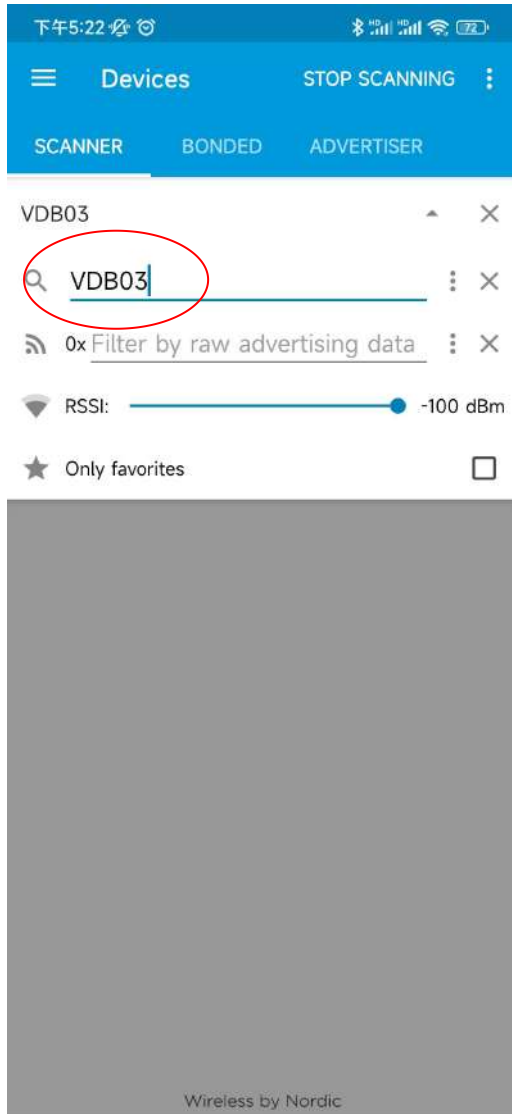 下午5:22 72
Devices STOP SCANNING
SCANNER BONDED ADVERTISER
VDB03
VDB03
0x Filter by raw advertising data
RSSI: -100 dBm
Only favorites
Wireless by Nordic